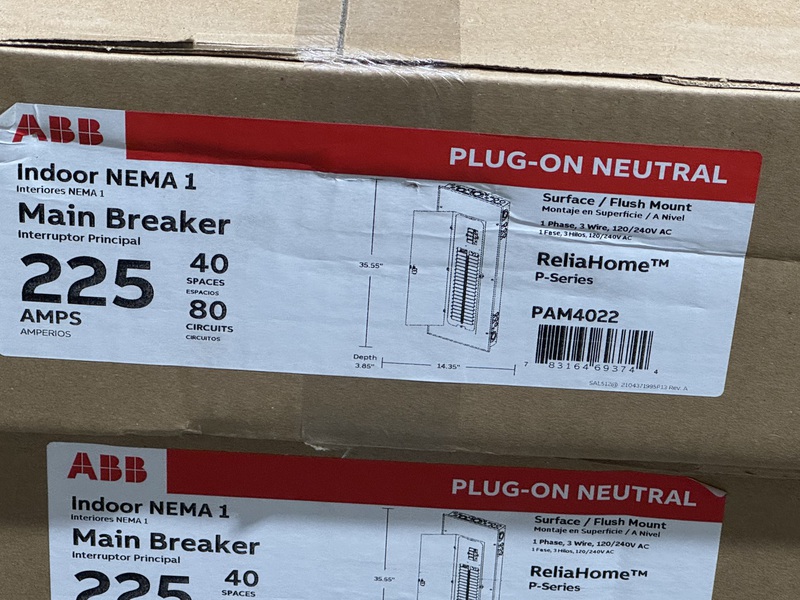 ABB
PLUG-ON NEUTRAL
Indoor NEMA 1
Interiores NEMA 1
Main Breaker
Interruptor Principal
225
AMPS
AMPERIOS
40
SPACES
ESPACIOS
80
CIRCUITS
CIRCUITOS
35.55"
Depth
3.85"
14.35"
Surface / Flush Mount
Montaje en Superficie / A Nivel
1 Phase, 3 Wire, 120/240V AC
1 Fase, 3 Hilos, 120/240V AC
ReliaHome™
P-Series
PAM4022
7 83164 69374 4
Rev. A
ABB
PLUG-ON NEUTRAL
Indoor NEMA 1
Interiores NEMA 1
Main Breaker
Interruptor Principal
225
40
SPACES
35.55"
Surface / Flush Mount
Montaje en Superficie / A Nivel
1 Phase, 3 Wire, 120/240V AC
1 Fase, 3 Hilos, 120/240V AC
ReliaHome™
P-Series